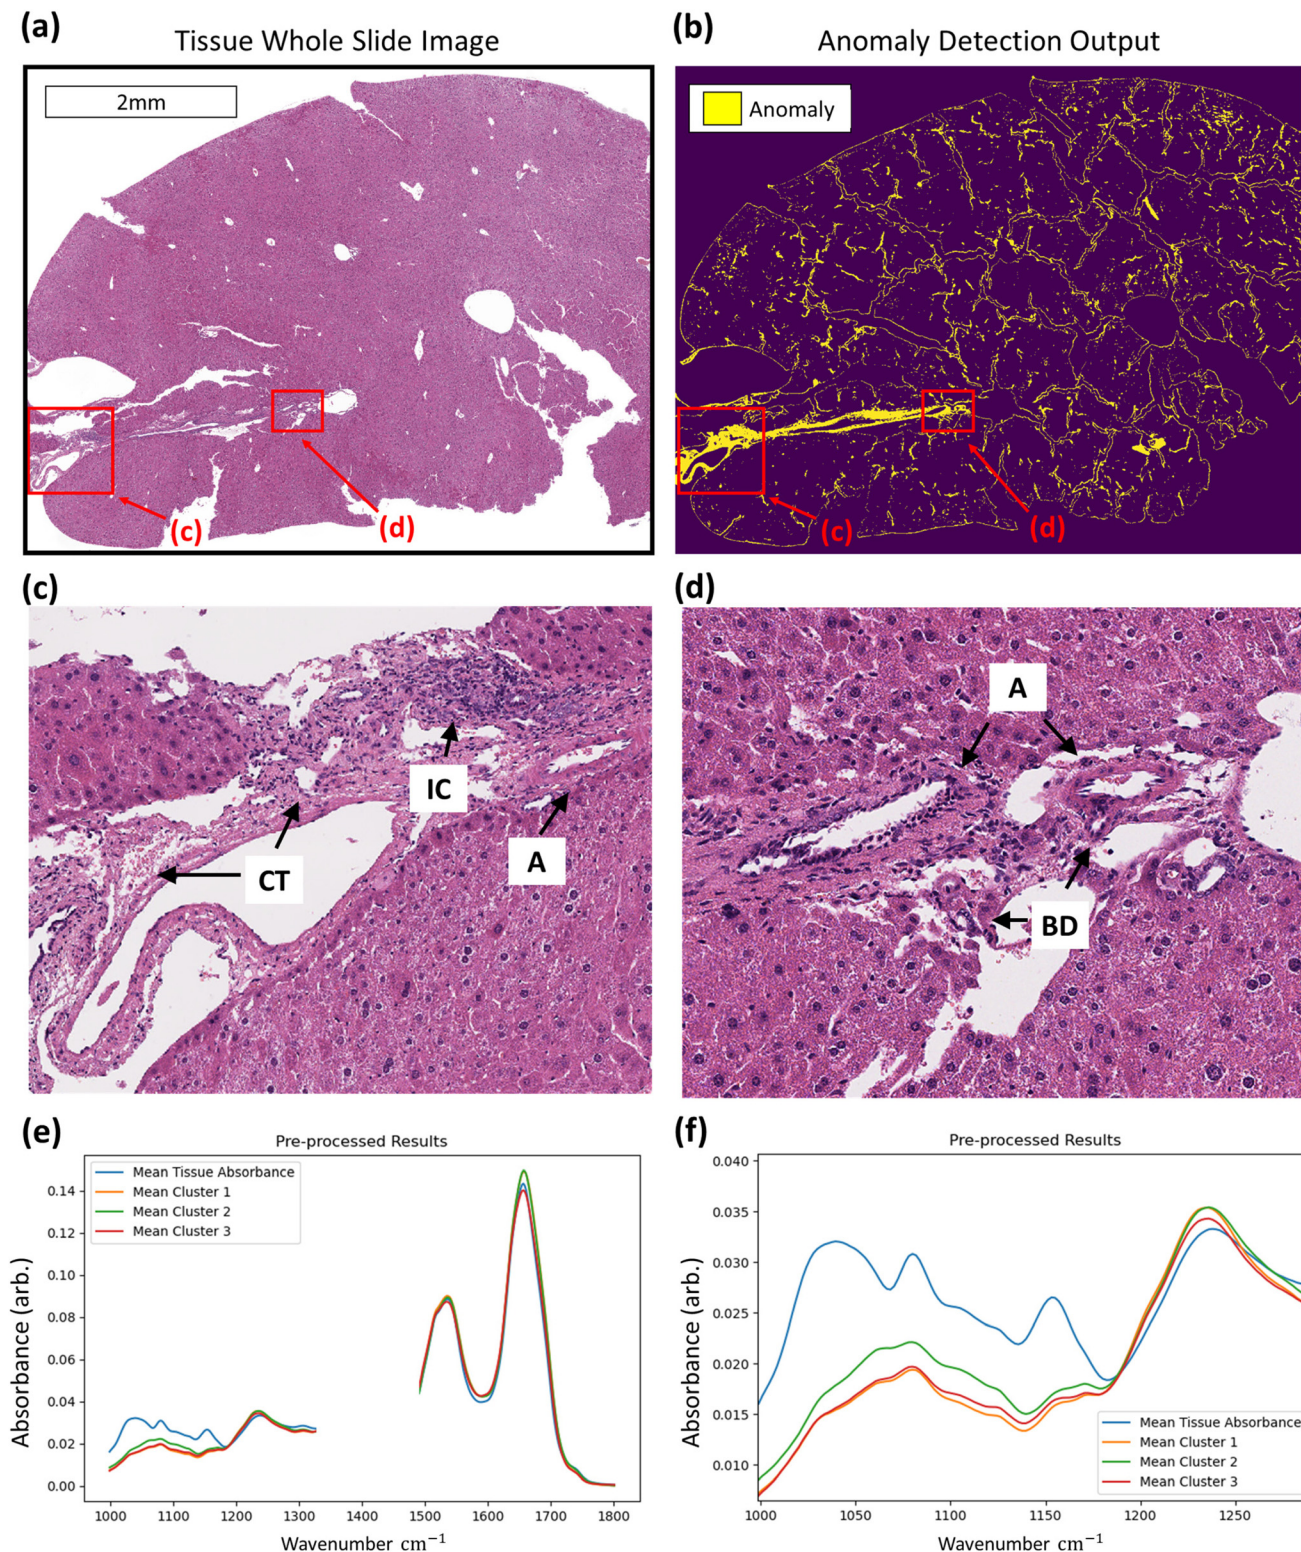 (a)
Tissue Whole Slide Image
2mm
(c)
(d)
(b)
Anomaly Detection Output
Anomaly
(c)
(d)
(c)
IC
CT
A
(d)
A
BD
(e)
Pre-processed Results
Mean Tissue Absorbance
Mean Cluster 1
Mean Cluster 2
Mean Cluster 3
Absorbance (arb.)
0.14
0.12
0.10
0.08
0.06
0.04
0.02
0.00
1000 1100 1200 1300 1400 1500 1600 1700 1800
Wavenumber cm⁻¹
(f)
Pre-processed Results
Absorbance (arb.)
0.040
0.035
0.030
0.025
0.020
0.015
0.010
Mean Tissue Absorbance
Mean Cluster 1
Mean Cluster 2
Mean Cluster 3
1000 1050 1100 1150 1200 1250
Wavenumber cm⁻¹